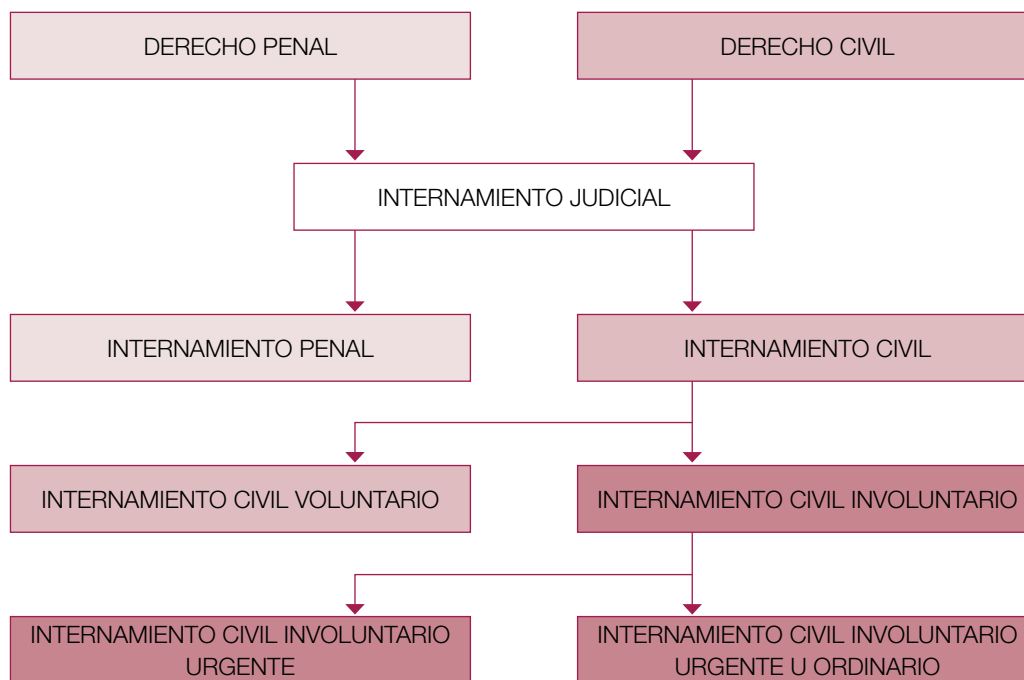 DERECHO PENAL
DERECHO CIVIL
INTERNAMIENTO JUDICIAL
INTERNAMIENTO PENAL
INTERNAMIENTO CIVIL
INTERNAMIENTO CIVIL VOLUNTARIO
INTERNAMIENTO CIVIL INVOLUNTARIO
INTERNAMIENTO CIVIL INVOLUNTARIO
URGENTE
INTERNAMIENTO CIVIL INVOLUNTARIO
URGENTE U ORDINARIO